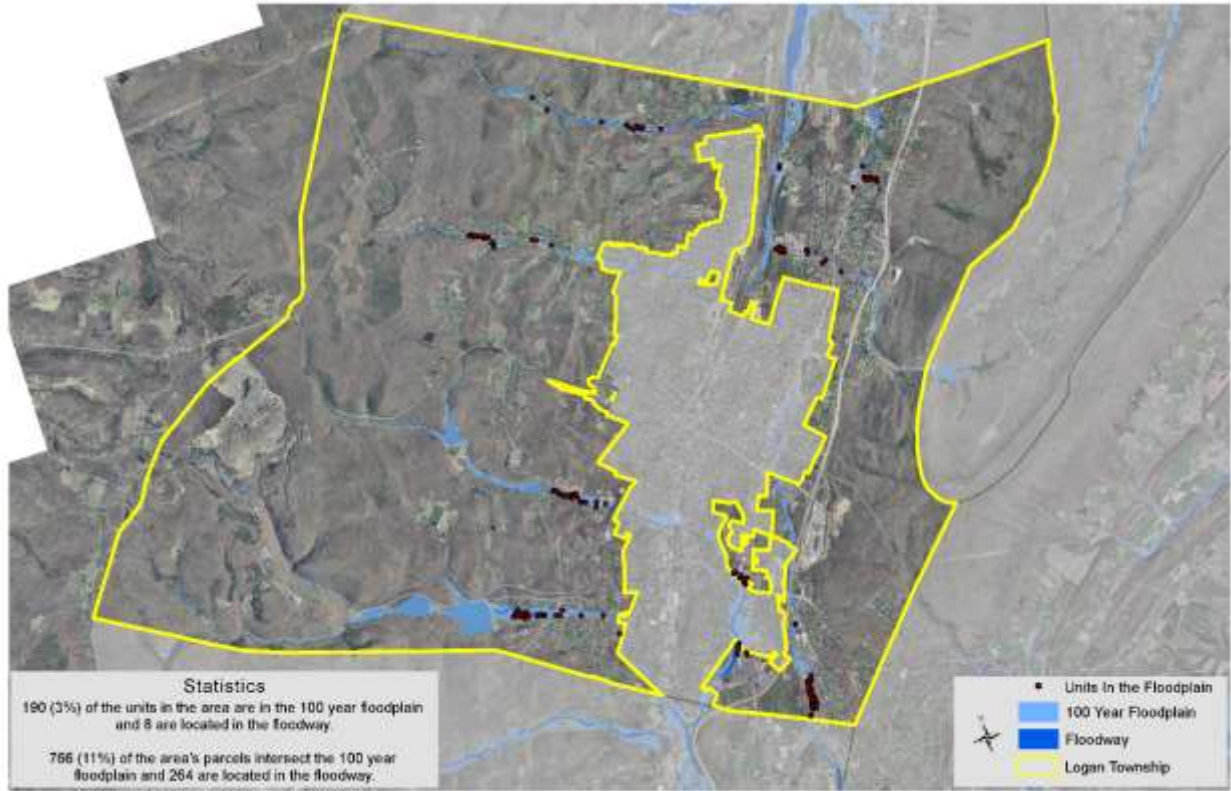 Statistics
190 (3%) of the units in the area are in the 100 year floodplain
and 8 are located in the floodway.
766 (11%) of the area's parcels intersect the 100 year
floodplain and 264 are located in the floodway.
Units In the Floodplain
100 Year Floodplain
Floodway
Logan Township